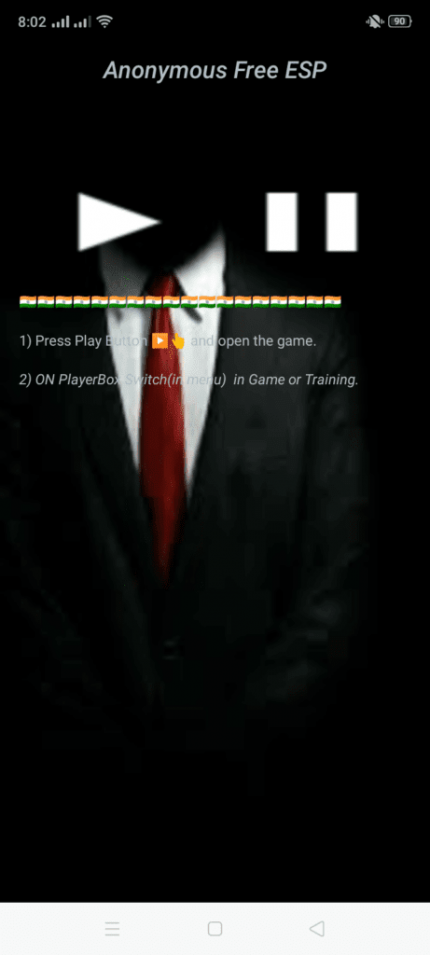 8:02
90
Anonymous Free ESP
🇮🇳🇮🇳🇮🇳🇮🇳🇮🇳🇮🇳🇮🇳🇮🇳🇮🇳🇮🇳🇮🇳🇮🇳🇮🇳🇮🇳🇮🇳🇮🇳🇮🇳🇮🇳
1) Press Play Button ▶️👆 and open the game.
2) ON PlayerBox Switch(in menu)  in Game or Training.